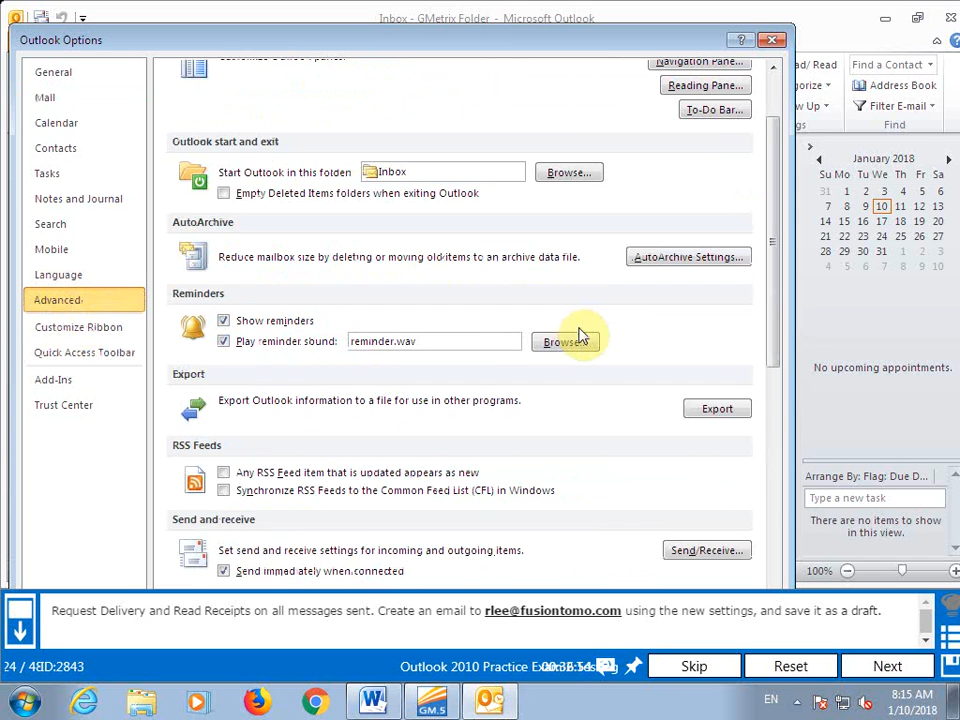 Inbox - GMetrix Folder - Microsoft Outlook
Outlook Options
General
Mail
Calendar
Contacts
Tasks
Notes and Journal
Search
Mobile
Language
Advanced
Customize Ribbon
Quick Access Toolbar
Add-Ins
Trust Center
Navigation Pane...
Reading Pane...
To-Do Bar...
Outlook start and exit
Start Outlook in this folder: Inbox Browse...
Empty Deleted Items folders when exiting Outlook
AutoArchive
Reduce mailbox size by deleting or moving old items to an archive data file. AutoArchive Settings...
Reminders
Show reminders
Play reminder sound: reminder.wav Browse...
Export
Export Outlook information to a file for use in other programs. Export
RSS Feeds
Any RSS Feed item that is updated appears as new
Synchronize RSS Feeds to the Common Feed List (CFL) in Windows
Send and receive
Set send and receive settings for incoming and outgoing items. Send/Receive...
Send immediately when connected
d/ Read Find a Contact
gorize Address Book
w Up Filter E-mail
gs Find
January 2018
Su Mo Tu We Th Fr Sa
31 1 2 3 4 5 6
7 8 9 10 11 12 13
14 15 16 17 18 19 20
21 22 23 24 25 26 27
28 29 30 31 1 2 3
4 5 6 7 8 9 10
No upcoming appointments.
Arrange By: Flag: Due D...
Type a new task
There are no items to show
in this view.
100%
Request Delivery and Read Receipts on all messages sent. Create an email to rlee@fusiontomo.com using the new settings, and save it as a draft.
24 / 48 ID:2843 Outlook 2010 Practice Exam Skip Reset Next
GM.5 EN 8:15 AM
1/10/2018